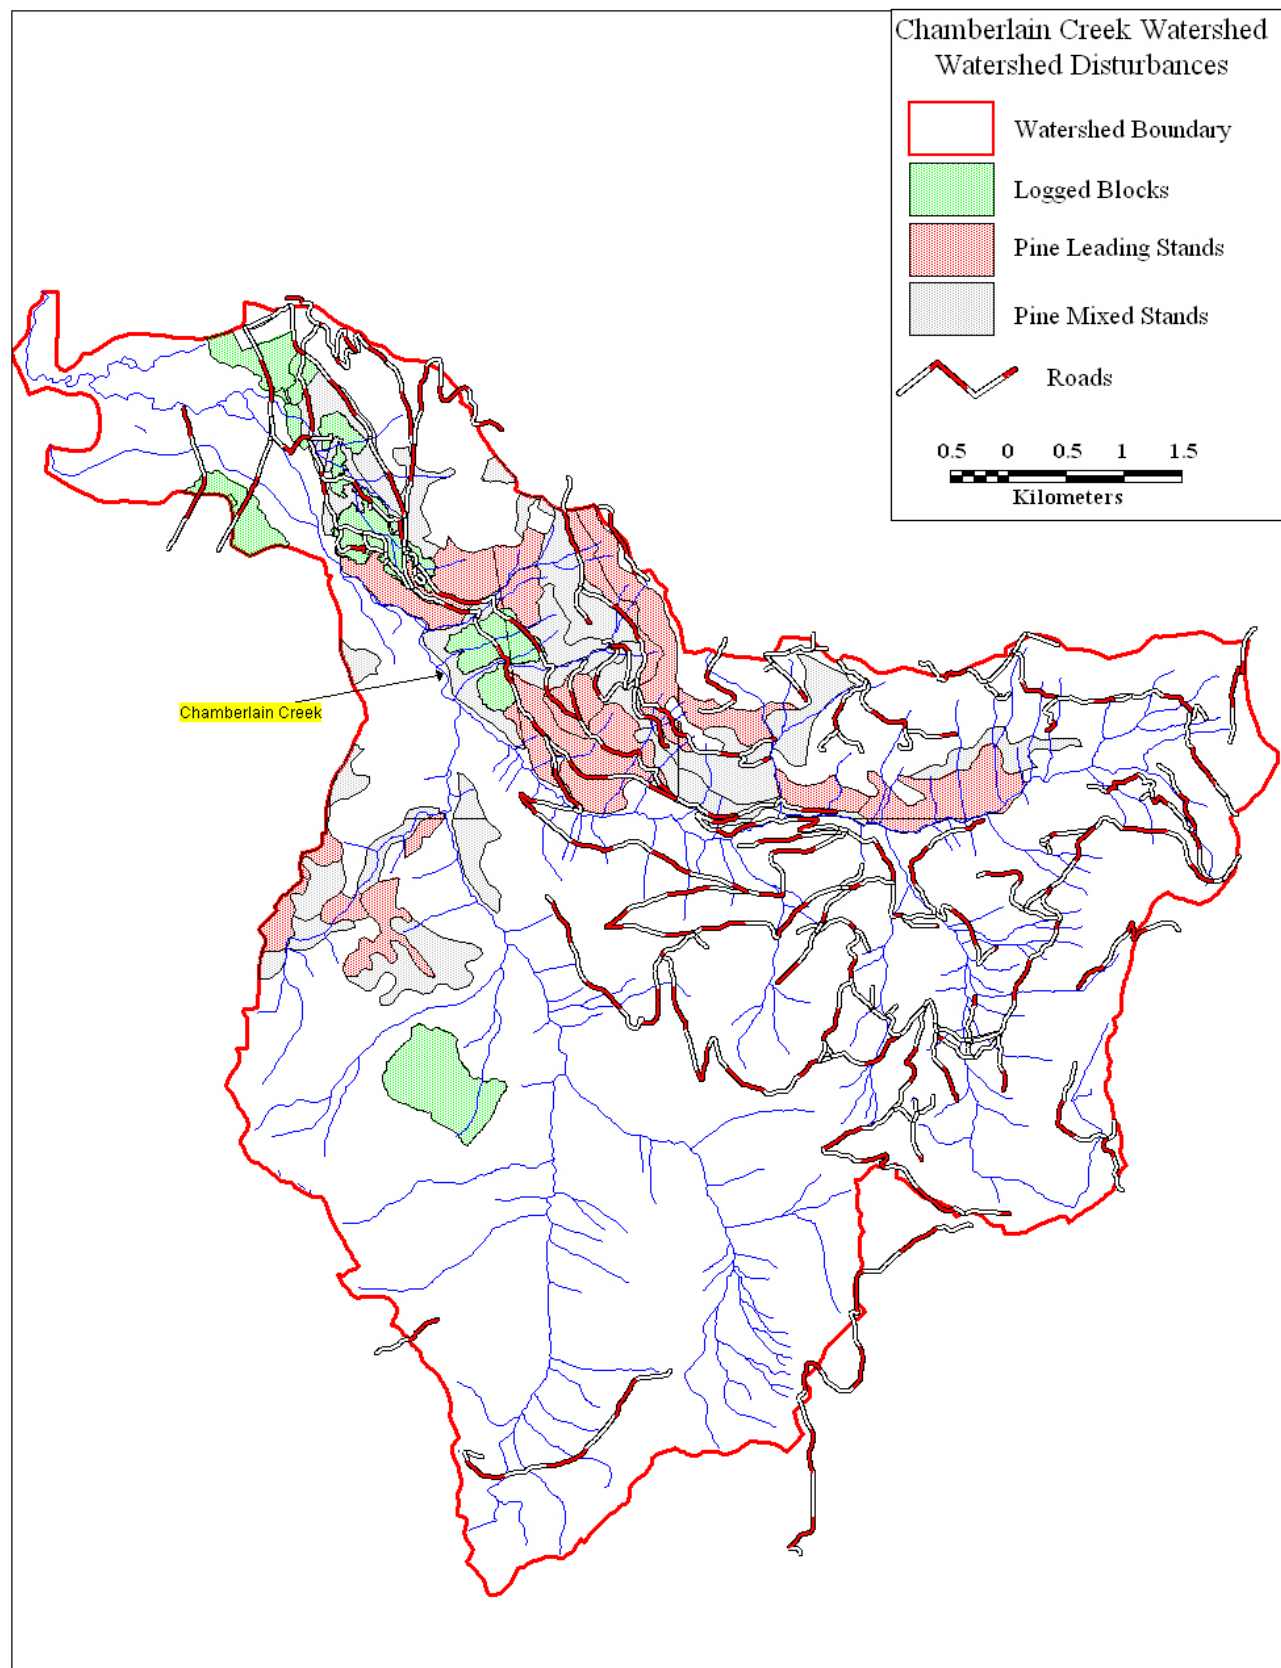 Chamberlain Creek Watershed
Watershed Disturbances
Watershed Boundary
Logged Blocks
Pine Leading Stands
Pine Mixed Stands
Roads
0.5 0 0.5 1 1.5
Kilometers
Chamberlain Creek